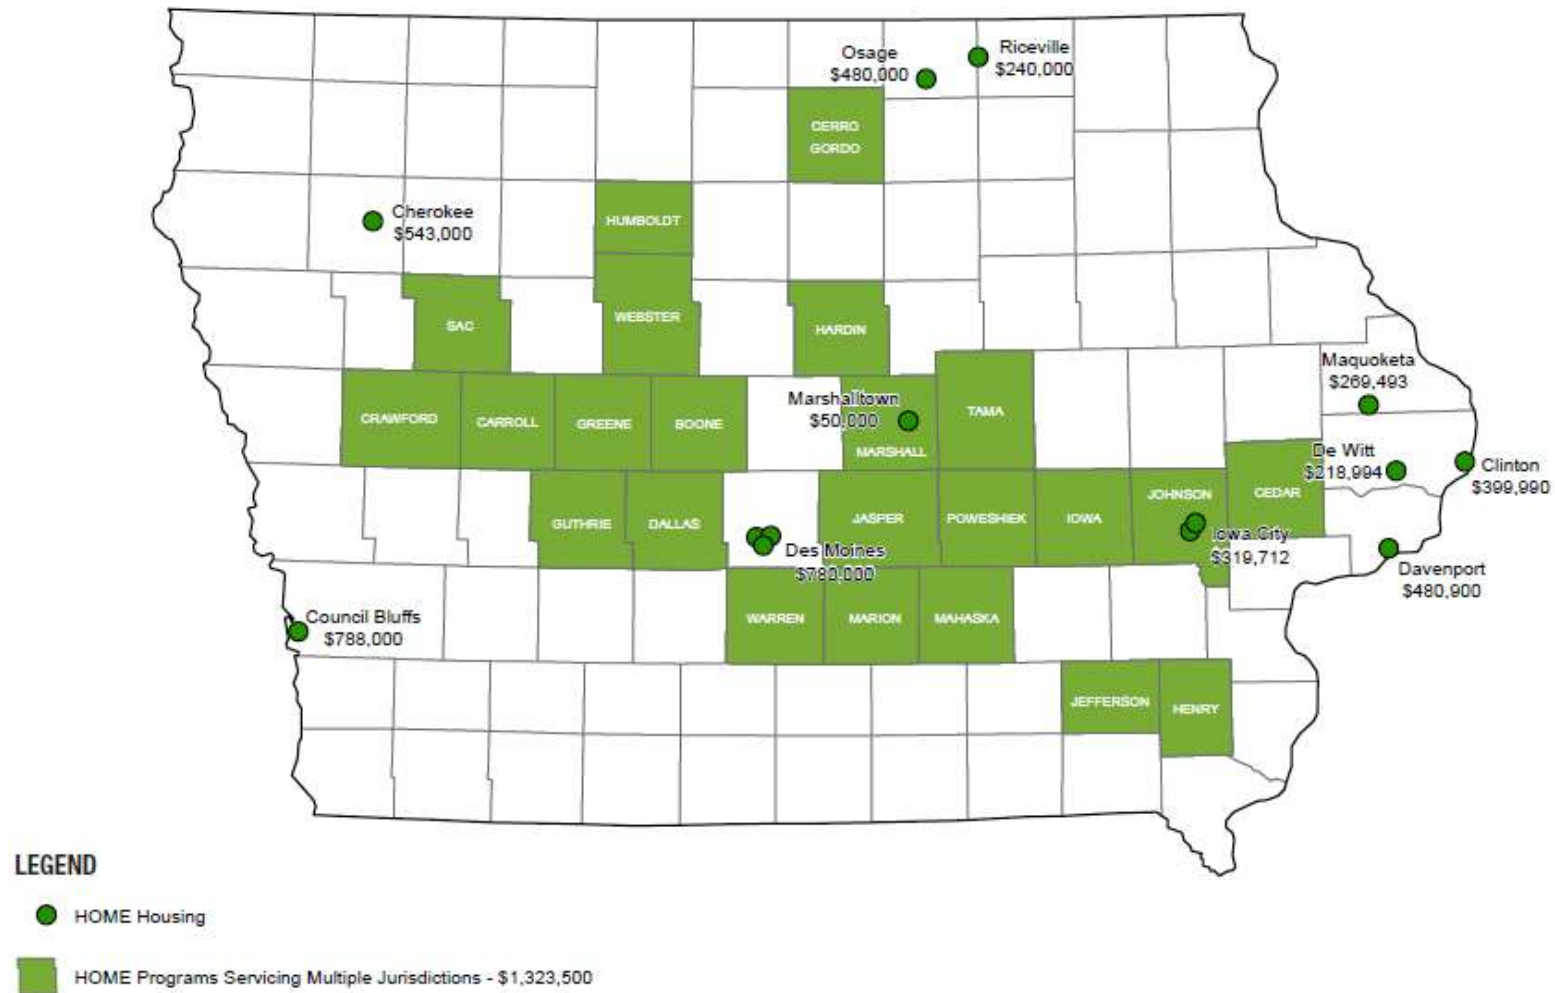 Osage
$480,000
Riceville
$240,000
CERRO
GORDO
Cherokee
$543,000
HUMBOLDT
SAC
WEBSTER
HARDIN
Maquoketa
$269,493
CRAWFORD
CARROLL
GREENE
BOONE
Marshalltown
$50,000
MARSHALL
TAMA
De Witt
$218,994
Clinton
$399,990
GUTHRIE
DALLAS
JASPER
POWESHIEK
IOWA
JOHNSON
CEDAR
Des Moines
$780,000
Iowa City
$319,712
Davenport
$480,900
Council Bluffs
$788,000
WARREN
MARION
MAHASKA
JEFFERSON
HENRY
LEGEND
HOME Housing
HOME Programs Servicing Multiple Jurisdictions - $1,323,500